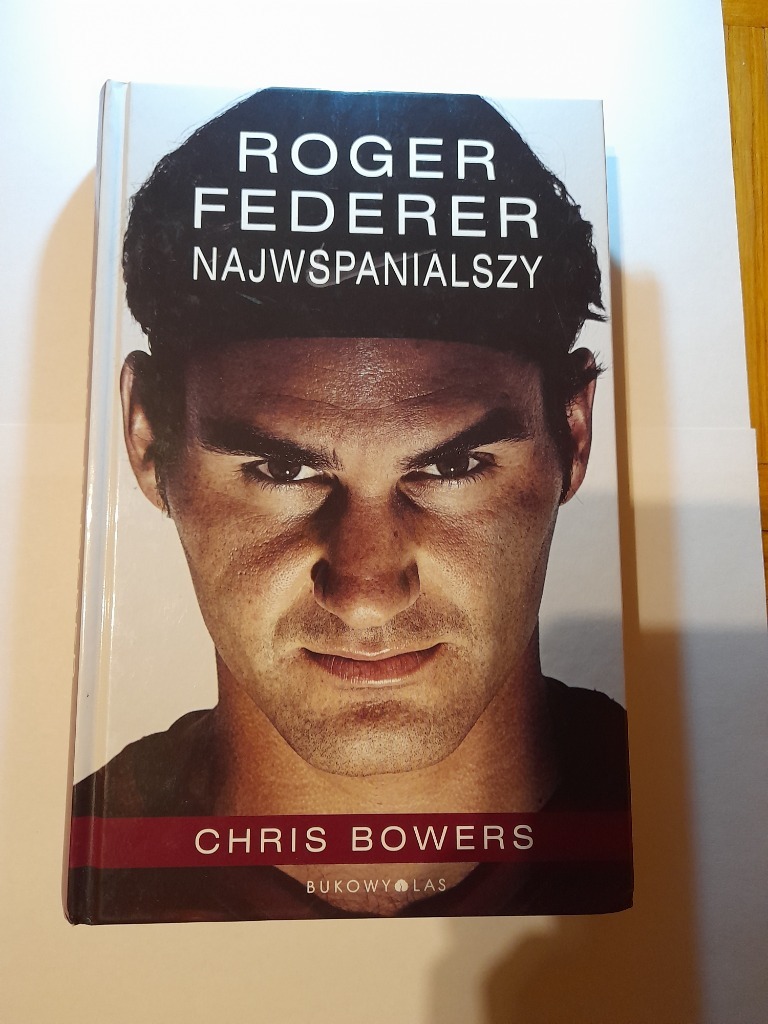 ROGER
FEDERER
NAJWSPANIALSZY
CHRIS BOWERS
BUKOWY LAS